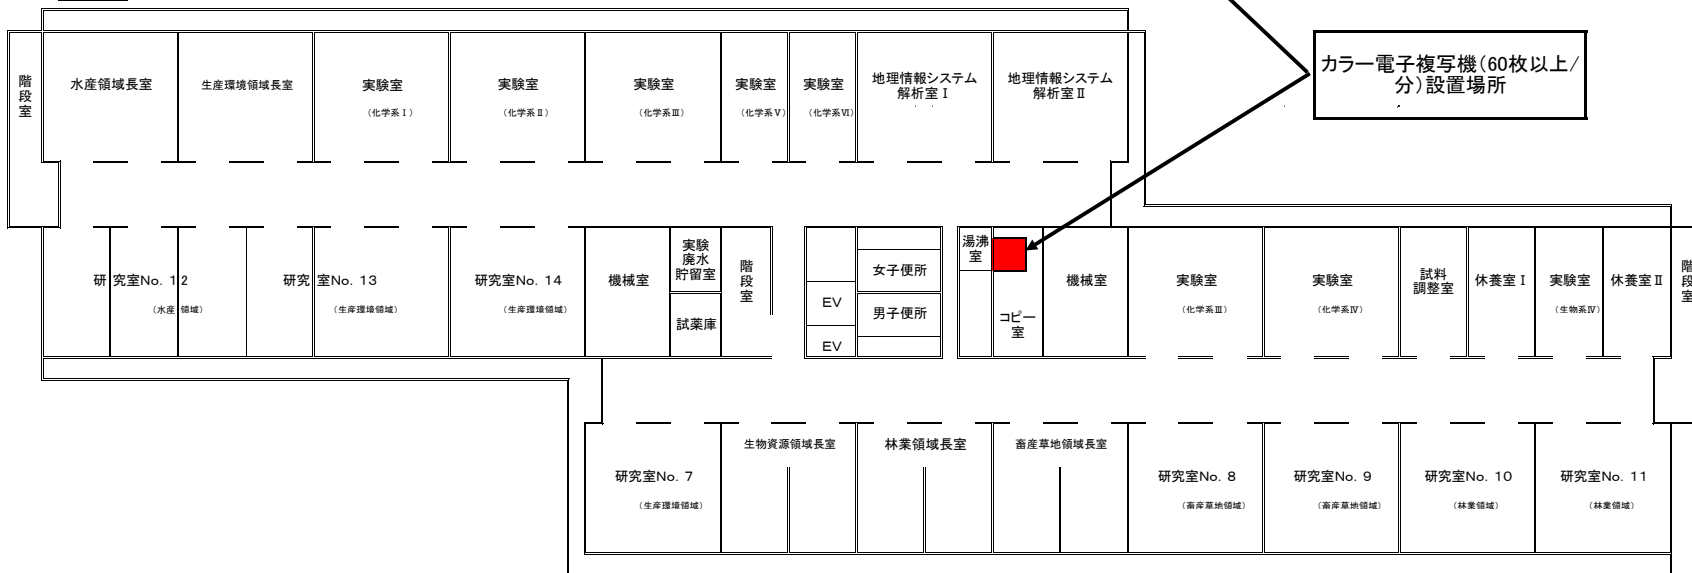 カラー電子複写機(60枚以上/
分)設置場所
階段室
水産領域長室
生産環境領域長室
実験室
(化学系Ⅰ)
実験室
(化学系Ⅱ)
実験室
(化学系Ⅲ)
実験室
(化学系Ⅴ)
実験室
(化学系Ⅵ)
地理情報システム
解析室Ⅰ
地理情報システム
解析室Ⅱ
研究室No. 12
(水産領域)
研究室No. 13
(生産環境領域)
研究室No. 14
(生産環境領域)
機械室
実験
廃水
貯留室
試薬庫
階段室
EV
EV
女子便所
男子便所
湯沸
室
コピー
室
機械室
実験室
(化学系Ⅲ)
実験室
(化学系Ⅳ)
試料
調整室
休養室Ⅰ
実験室
(生物系Ⅳ)
休養室Ⅱ
階段室
研究室No. 7
(生産環境領域)
生物資源領域長室
林業領域長室
畜産草地領域長室
研究室No. 8
(畜産草地領域)
研究室No. 9
(畜産草地領域)
研究室No. 10
(林業領域)
研究室No. 11
(林業領域)